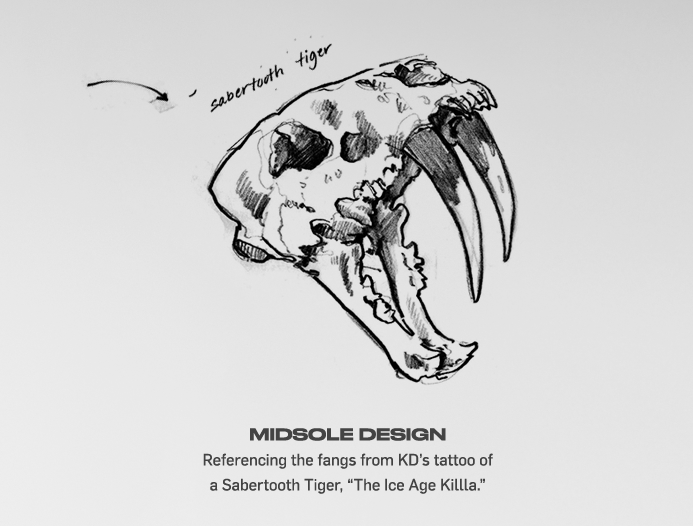 sabertooth tiger
MIDSOLE DESIGN
Referencing the fangs from KD's tattoo of
a Sabertooth Tiger, “The Ice Age Killla.”